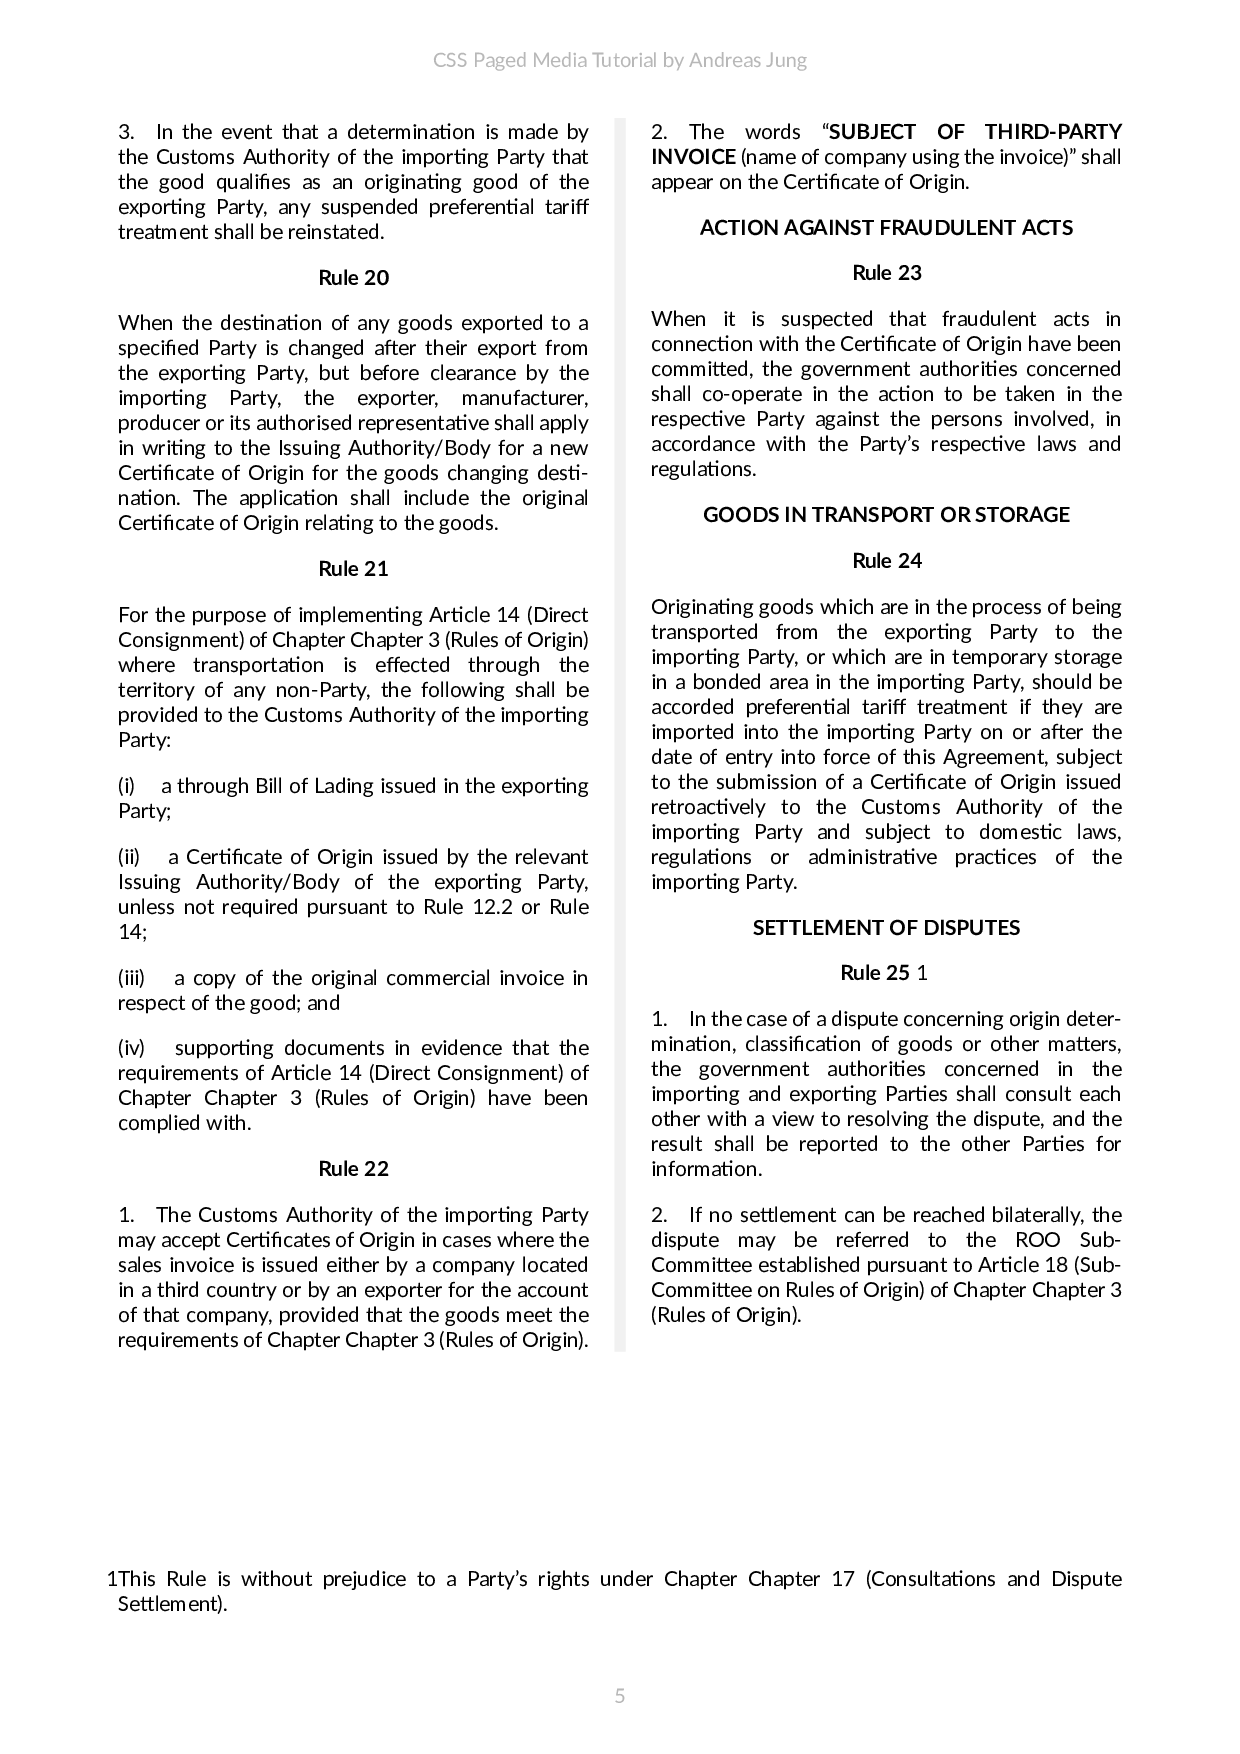 CSS Paged Media Tutorial by Andreas Jung
3. In the event that a determination is made by
the Customs Authority of the importing Party that
the good qualifies as an originating good of the
exporting Party, any suspended preferential tariff
treatment shall be reinstated.
Rule 20
When the destination of any goods exported to a
specified Party is changed after their export from
the exporting Party, but before clearance by the
importing Party, the exporter, manufacturer,
producer or its authorised representative shall apply
in writing to the Issuing Authority/Body for a new
Certificate of Origin for the goods changing desti-
nation. The application shall include the original
Certificate of Origin relating to the goods.
Rule 21
For the purpose of implementing Article 14 (Direct
Consignment) of Chapter Chapter 3 (Rules of Origin)
where transportation is effected through the
territory of any non-Party, the following shall be
provided to the Customs Authority of the importing
Party:
(i) a through Bill of Lading issued in the exporting
Party;
(ii) a Certificate of Origin issued by the relevant
Issuing Authority/Body of the exporting Party,
unless not required pursuant to Rule 12.2 or Rule
14;
(iii) a copy of the original commercial invoice in
respect of the good; and
(iv) supporting documents in evidence that the
requirements of Article 14 (Direct Consignment) of
Chapter Chapter 3 (Rules of Origin) have been
complied with.
Rule 22
1. The Customs Authority of the importing Party
may accept Certificates of Origin in cases where the
sales invoice is issued either by a company located
in a third country or by an exporter for the account
of that company, provided that the goods meet the
requirements of Chapter Chapter 3 (Rules of Origin).
2. The words “SUBJECT OF THIRD-PARTY
INVOICE (name of company using the invoice)” shall
appear on the Certificate of Origin.
ACTION AGAINST FRAUDULENT ACTS
Rule 23
When it is suspected that fraudulent acts in
connection with the Certificate of Origin have been
committed, the government authorities concerned
shall co-operate in the action to be taken in the
respective Party against the persons involved, in
accordance with the Party’s respective laws and
regulations.
GOODS IN TRANSPORT OR STORAGE
Rule 24
Originating goods which are in the process of being
transported from the exporting Party to the
importing Party, or which are in temporary storage
in a bonded area in the importing Party, should be
accorded preferential tariff treatment if they are
imported into the importing Party on or after the
date of entry into force of this Agreement, subject
to the submission of a Certificate of Origin issued
retroactively to the Customs Authority of the
importing Party and subject to domestic laws,
regulations or administrative practices of the
importing Party.
SETTLEMENT OF DISPUTES
Rule 25 1
1. In the case of a dispute concerning origin deter-
mination, classification of goods or other matters,
the government authorities concerned in the
importing and exporting Parties shall consult each
other with a view to resolving the dispute, and the
result shall be reported to the other Parties for
information.
2. If no settlement can be reached bilaterally, the
dispute may be referred to the ROO Sub-
Committee established pursuant to Article 18 (Sub-
Committee on Rules of Origin) of Chapter Chapter 3
(Rules of Origin).
1This Rule is without prejudice to a Party’s rights under Chapter Chapter 17 (Consultations and Dispute
Settlement).
5